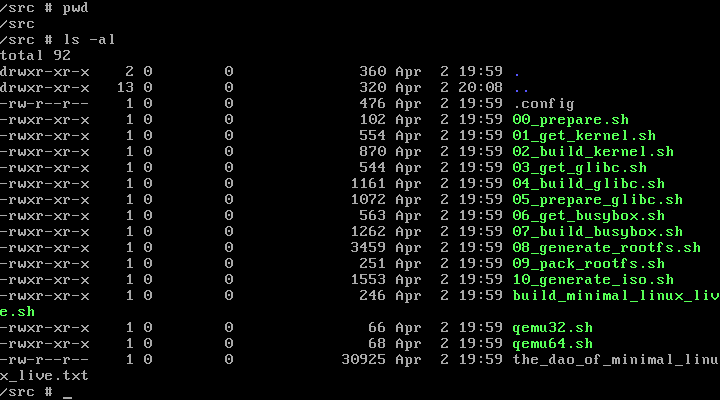 /src # pwd
/src
/src # ls -al
total 92
drwxr-xr-x    2 0        0              360 Apr  2 19:59 .
drwxr-xr-x   13 0        0              320 Apr  2 20:08 ..
-rw-r--r--    1 0        0              476 Apr  2 19:59 .config
-rwxr-xr-x    1 0        0              102 Apr  2 19:59 00_prepare.sh
-rwxr-xr-x    1 0        0              554 Apr  2 19:59 01_get_kernel.sh
-rwxr-xr-x    1 0        0              870 Apr  2 19:59 02_build_kernel.sh
-rwxr-xr-x    1 0        0              544 Apr  2 19:59 03_get_glibc.sh
-rwxr-xr-x    1 0        0             1161 Apr  2 19:59 04_build_glibc.sh
-rwxr-xr-x    1 0        0             1072 Apr  2 19:59 05_prepare_glibc.sh
-rwxr-xr-x    1 0        0              563 Apr  2 19:59 06_get_busybox.sh
-rwxr-xr-x    1 0        0             1262 Apr  2 19:59 07_build_busybox.sh
-rwxr-xr-x    1 0        0             3459 Apr  2 19:59 08_generate_rootfs.sh
-rwxr-xr-x    1 0        0              251 Apr  2 19:59 09_pack_rootfs.sh
-rwxr-xr-x    1 0        0             1553 Apr  2 19:59 10_generate_iso.sh
-rwxr-xr-x    1 0        0              246 Apr  2 19:59 build_minimal_linux_liv
e.sh
-rwxr-xr-x    1 0        0               66 Apr  2 19:59 qemu32.sh
-rwxr-xr-x    1 0        0               68 Apr  2 19:59 qemu64.sh
-rw-r--r--    1 0        0            30925 Apr  2 19:59 the_dao_of_minimal_linu
x_live.txt
/src # _